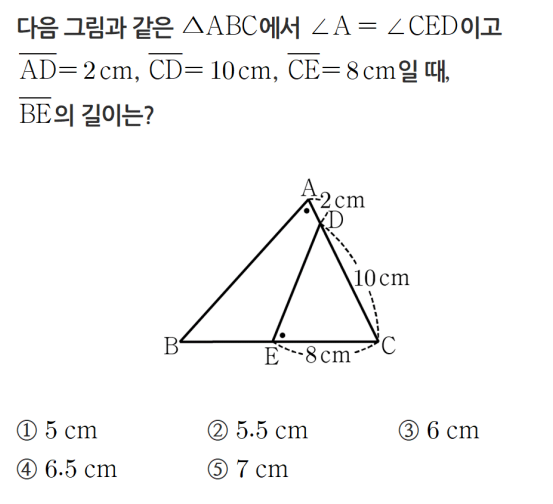 다음 그림과 같은 △ABC에서 ∠A = ∠CED이고
AD = 2 cm, CD = 10 cm, CE = 8 cm일 때,
BE의 길이는?
A
2 cm
D
10 cm
B
E
8 cm
C
① 5 cm ② 5.5 cm ③ 6 cm
④ 6.5 cm ⑤ 7 cm